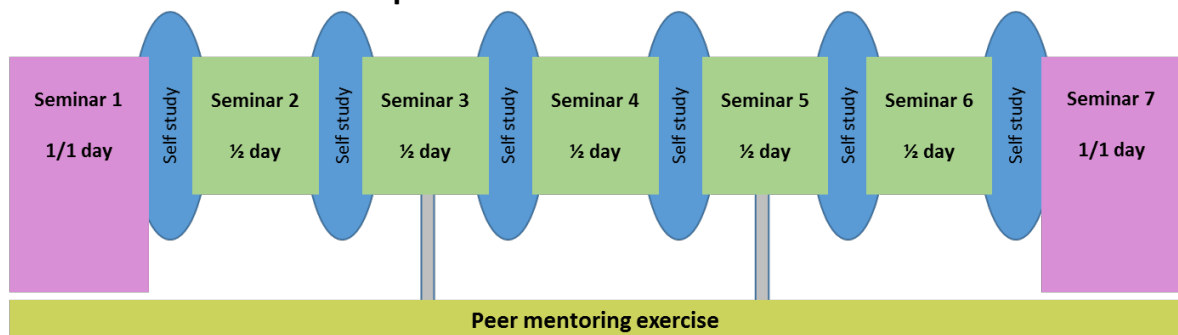 Seminar 1
1/1 day
Self study
Seminar 2
½ day
Self study
Seminar 3
½ day
Self study
Seminar 4
½ day
Self study
Seminar 5
½ day
Self study
Seminar 6
½ day
Self study
Seminar 7
1/1 day
Peer mentoring exercise